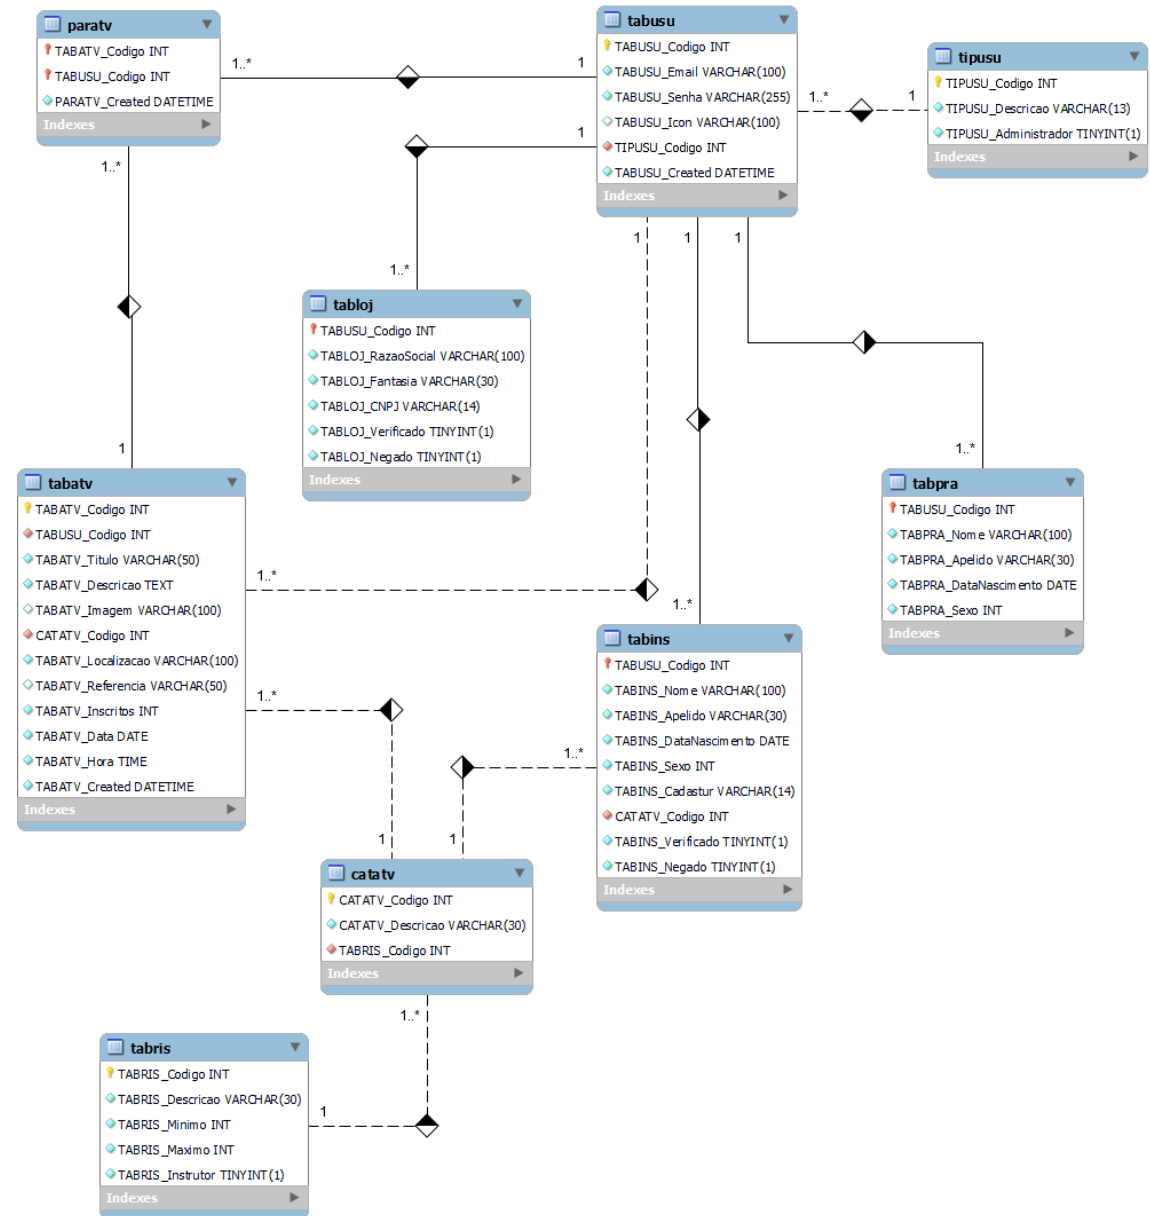 paratv
TABATV_Codigo INT
TABUSU_Codigo INT
PARATV_Created DATETIME
Indexes
1..*
1
1..*
tabusu
TABUSU_Codigo INT
TABUSU_Email VARCHAR(100)
TABUSU_Senha VARCHAR(255)
TABUSU_Icon VARCHAR(100)
TIPUSU_Codigo INT
TABUSU_Created DATETIME
Indexes
1..*
1
1
1
1
1
tipusu
TIPUSU_Codigo INT
TIPUSU_Descricao VARCHAR(13)
TIPUSU_Administrador TINYINT(1)
Indexes
1..*
tabloj
TABUSU_Codigo INT
TABLOJ_RazaoSocial VARCHAR(100)
TABLOJ_Fantasia VARCHAR(30)
TABLOJ_CNPJ VARCHAR(14)
TABLOJ_Verificado TINYINT(1)
TABLOJ_Negado TINYINT(1)
Indexes
1
tabatv
TABATV_Codigo INT
TABUSU_Codigo INT
TABATV_Titulo VARCHAR(50)
TABATV_Descricao TEXT
TABATV_Imagem VARCHAR(100)
CATATV_Codigo INT
TABATV_Localizacao VARCHAR(100)
TABATV_Referência VARCHAR(50)
TABATV_Inscritos INT
TABATV_Data DATE
TABATV_Hora TIME
TABATV_Created DATETIME
Indexes
1..*
1..*
1..*
tabpra
TABUSU_Codigo INT
TABPRA_Nome VARCHAR(100)
TABPRA_Apelido VARCHAR(30)
TABPRA_DataNascimento DATE
TABPRA_Sexo INT
Indexes
1..*
tabins
TABUSU_Codigo INT
TABINS_Nome VARCHAR(100)
TABINS_Apelido VARCHAR(30)
TABINS_DataNascimento DATE
TABINS_Sexo INT
TABINS_Cadastur VARCHAR(14)
CATATV_Codigo INT
TABINS_Verificado TINYINT(1)
TABINS_Negado TINYINT(1)
Indexes
1..*
1
1
catatv
CATATV_Codigo INT
CATATV_Descricao VARCHAR(30)
TABRIS_Codigo INT
Indexes
1..*
tabris
TABRIS_Codigo INT
TABRIS_Descricao VARCHAR(30)
TABRIS_Minimo INT
TABRIS_Maximo INT
TABRIS_Instrutor TINYINT(1)
Indexes
1